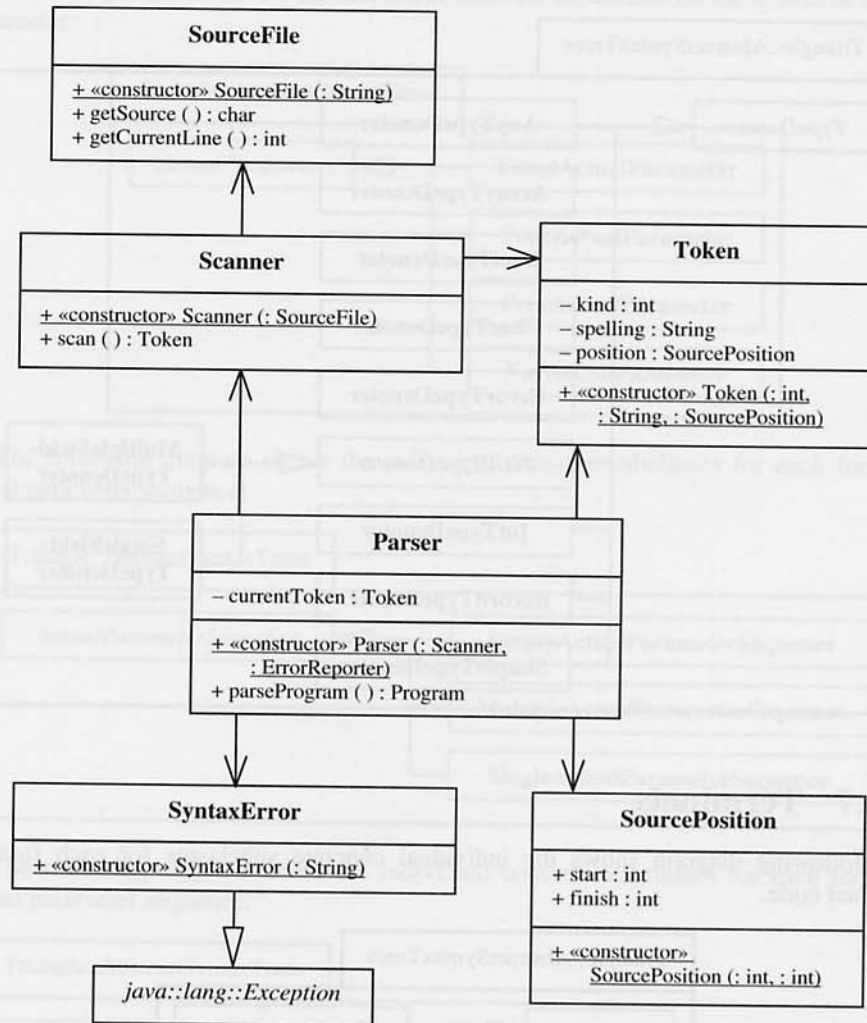 SourceFile
+ «constructor» SourceFile (: String)
+ getSource ( ) : char
+ getCurrentLine ( ) : int
Scanner
+ «constructor» Scanner (: SourceFile)
+ scan ( ) : Token
Token
– kind : int
– spelling : String
– position : SourcePosition
+ «constructor» Token (: int,
: String, : SourcePosition)
Parser
– currentToken : Token
+ «constructor» Parser (: Scanner,
: ErrorReporter)
+ parseProgram ( ) : Program
SyntaxError
+ «constructor» SyntaxError (: String)
java::lang::Exception
SourcePosition
+ start : int
+ finish : int
+ «constructor»
SourcePosition (: int, : int)